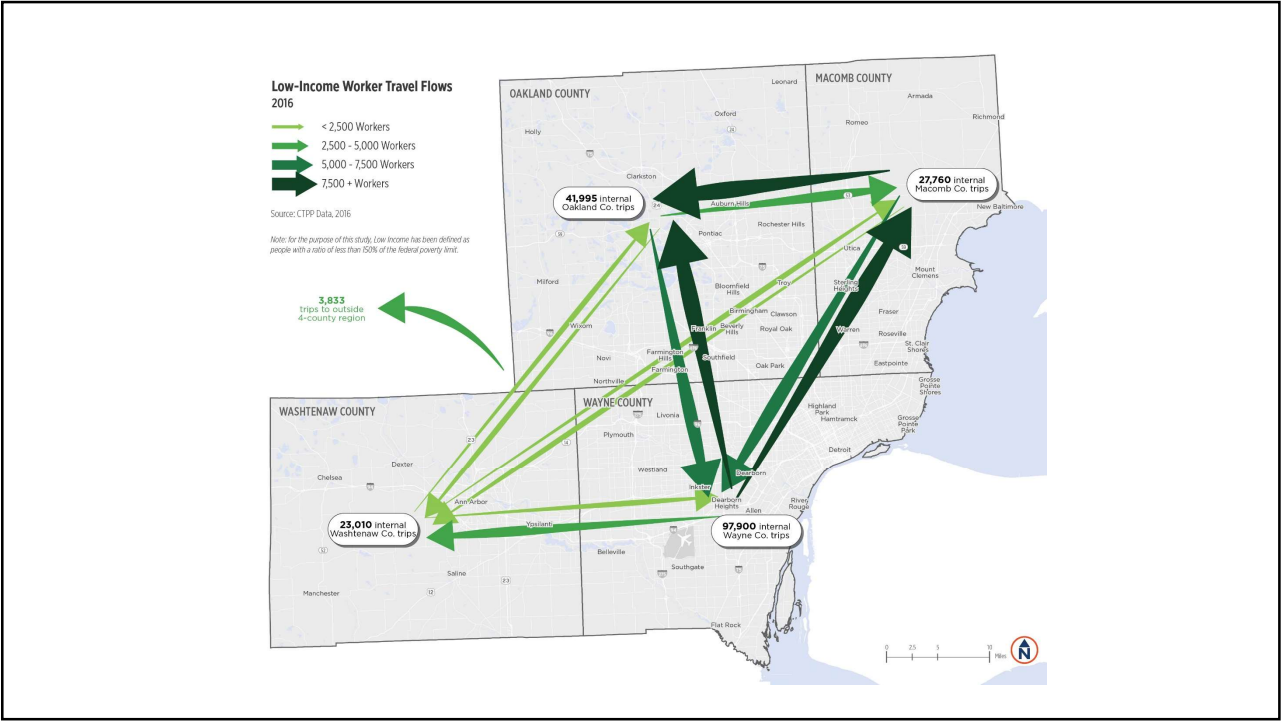 Low-Income Worker Travel Flows
2016
< 2,500 Workers
2,500 - 5,000 Workers
5,000 - 7,500 Workers
7,500 + Workers
Source: CTPP Data, 2016
Note: for the purpose of this study, Low Income has been defined as
people with a ratio of less than 150% of the federal poverty limit.
3,833
trips to outside
4-county region
OAKLAND COUNTY
MACOMB COUNTY
Leonard
Armada
Oxford
Richmond
Romeo
Holly
24
Clarkston
41,995 internal
Oakland Co. trips
27,760 internal
Macomb Co. trips
24
53
Auburn Hills
New Baltimore
Rochester Hills
Pontiac
Utica
59
Mount
Clemens
Milford
Bloomfield
Hills
Troy
Sterling
Heights
Birmingham
Clawson
Fraser
Wixom
Franklin
Beverly
Hills
Royal Oak
Warren
Roseville
St. Clair
Shores
Novi
Farmington
Hills
Southfield
Farmington
Oak Park
Eastpointe
Northville
Grosse
Pointe
Shores
WASHTENAW COUNTY
WAYNE COUNTY
Livonia
Highland
Park
Hamtramck
Grosse
Pointe
Park
Plymouth
23
14
Detroit
Dexter
Westland
Dearborn
Chelsea
Inkster
Ann Arbor
Dearborn
Heights
Allen
River
Rouge
23,010 internal
Washtenaw Co. trips
Ypsilanti
97,900 internal
Wayne Co. trips
52
Belleville
Saline
23
Southgate
Manchester
12
Flat Rock
0 2.5 5 10
Miles
N